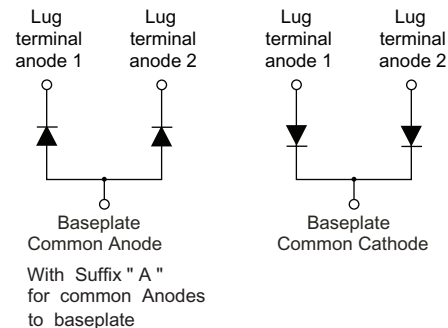 Lug
terminal
anode 1
Lug
terminal
anode 2
Lug
terminal
anode 1
Lug
terminal
anode 2
Baseplate
Common Anode
Baseplate
Common Cathode
With Suffix " A "
for common Anodes
to baseplate